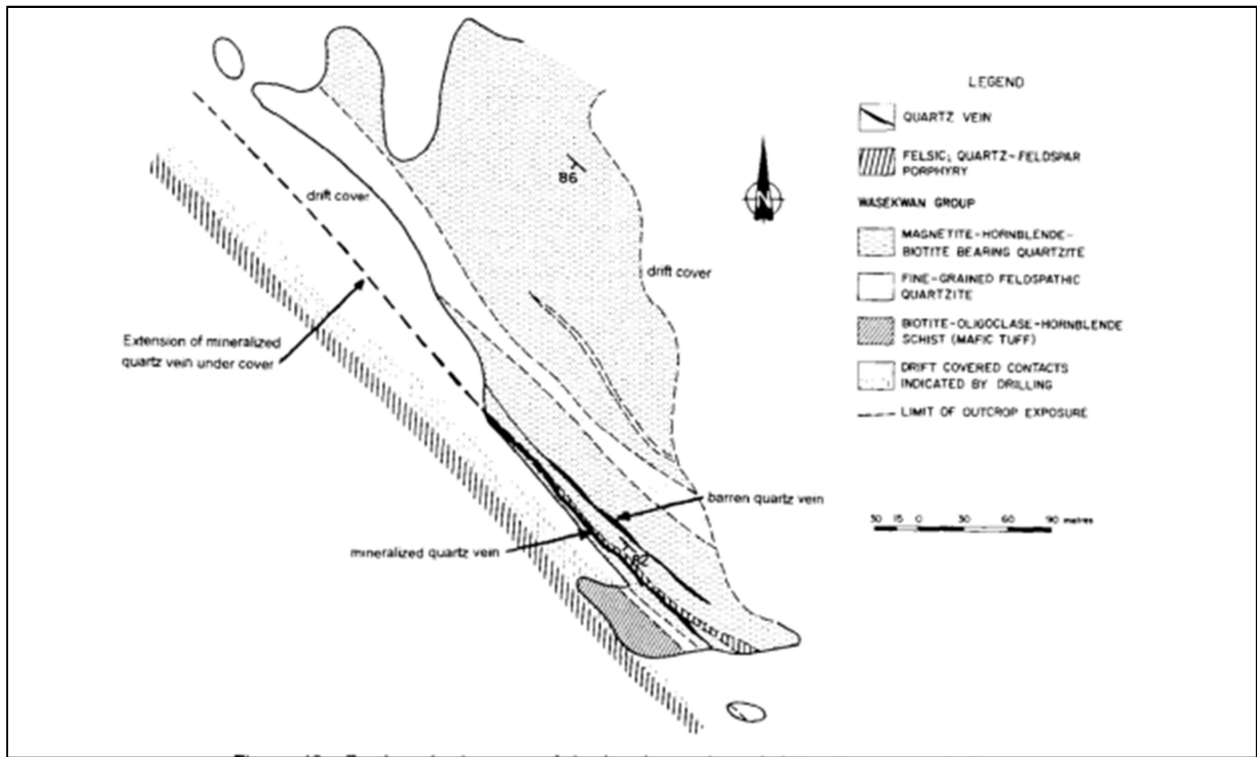 drift cover
86
drift cover
Extension of mineralized
quartz vein under cover
barren quartz vein
mineralized quartz vein
N
LEGEND
QUARTZ VEIN
FELSIC; QUARTZ-FELDSPAR
PORPHYRY
WASEKWAN GROUP
MAGNETITE-HORNBLENDE-
BIOTITE BEARING QUARTZITE
FINE-GRAINED FELDSPATHIC
QUARTZITE
BIOTITE-OLIGOCLASE-HORNBLENDE
SCHIST (MAFIC TUFF)
DRIFT COVERED CONTACTS
INDICATED BY DRILLING
LIMIT OF OUTCROP EXPOSURE
30 15 0 30 60 90 metres